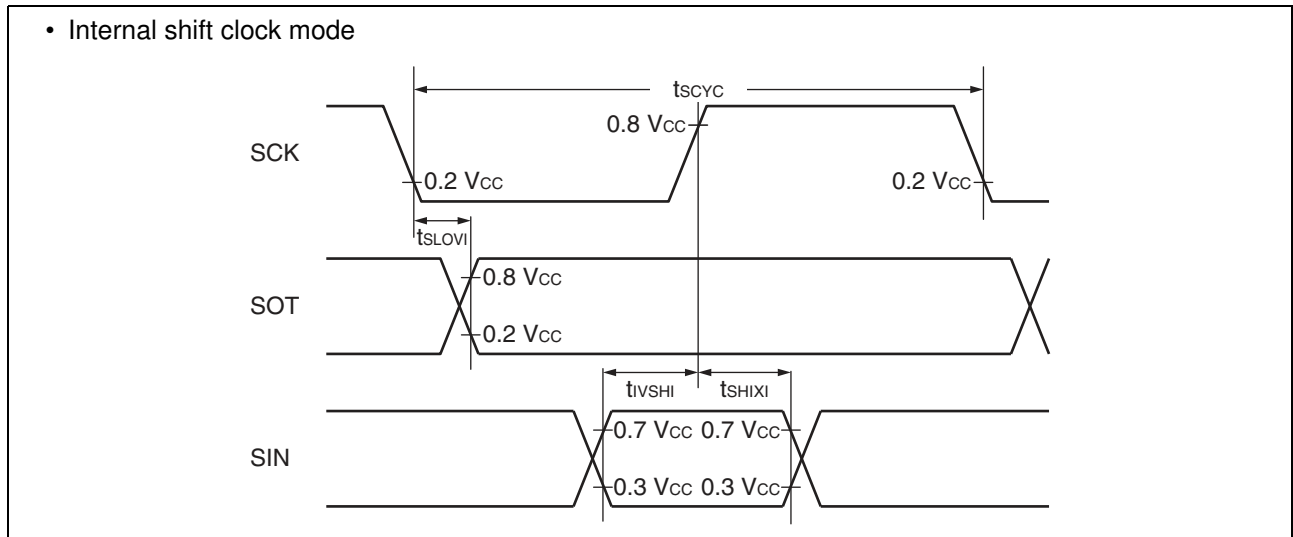 • Internal shift clock mode
tSCYC
0.8 VCC
SCK
0.2 VCC
0.2 VCC
tSLOVI
0.8 VCC
SOT
0.2 VCC
tIVSHI
tSHIXI
0.7 VCC
0.7 VCC
SIN
0.3 VCC
0.3 VCC